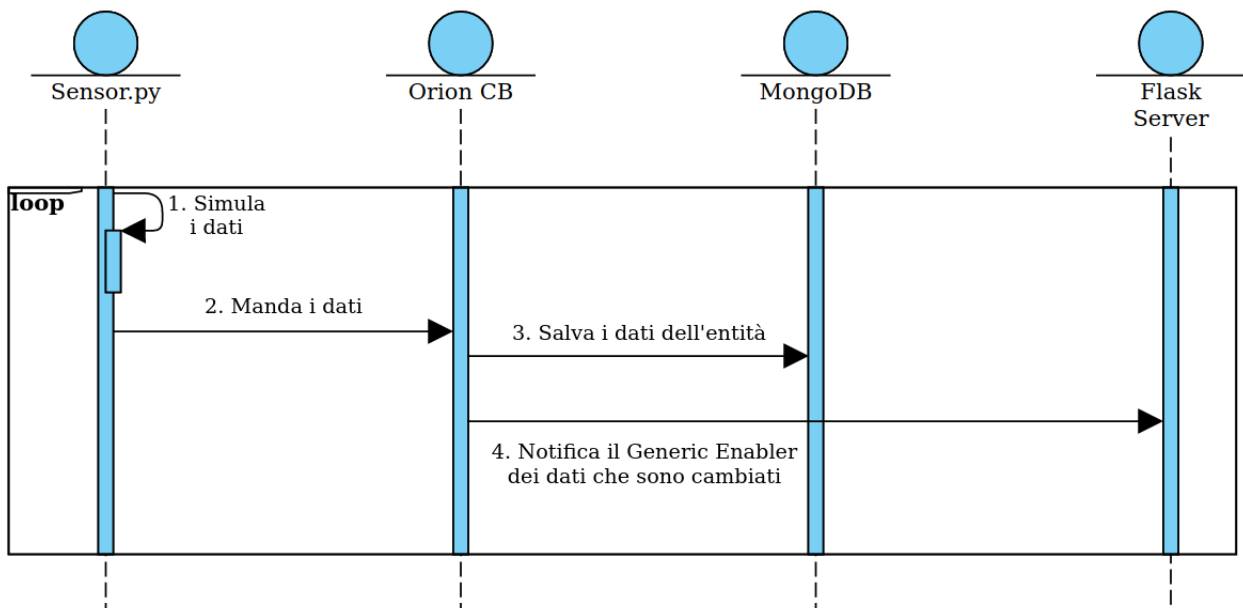 Sensor.py
Orion CB
MongoDB
Flask
Server
loop
1. Simula
i dati
2. Manda i dati
3. Salva i dati dell'entità
4. Notifica il Generic Enabler
dei dati che sono cambiati